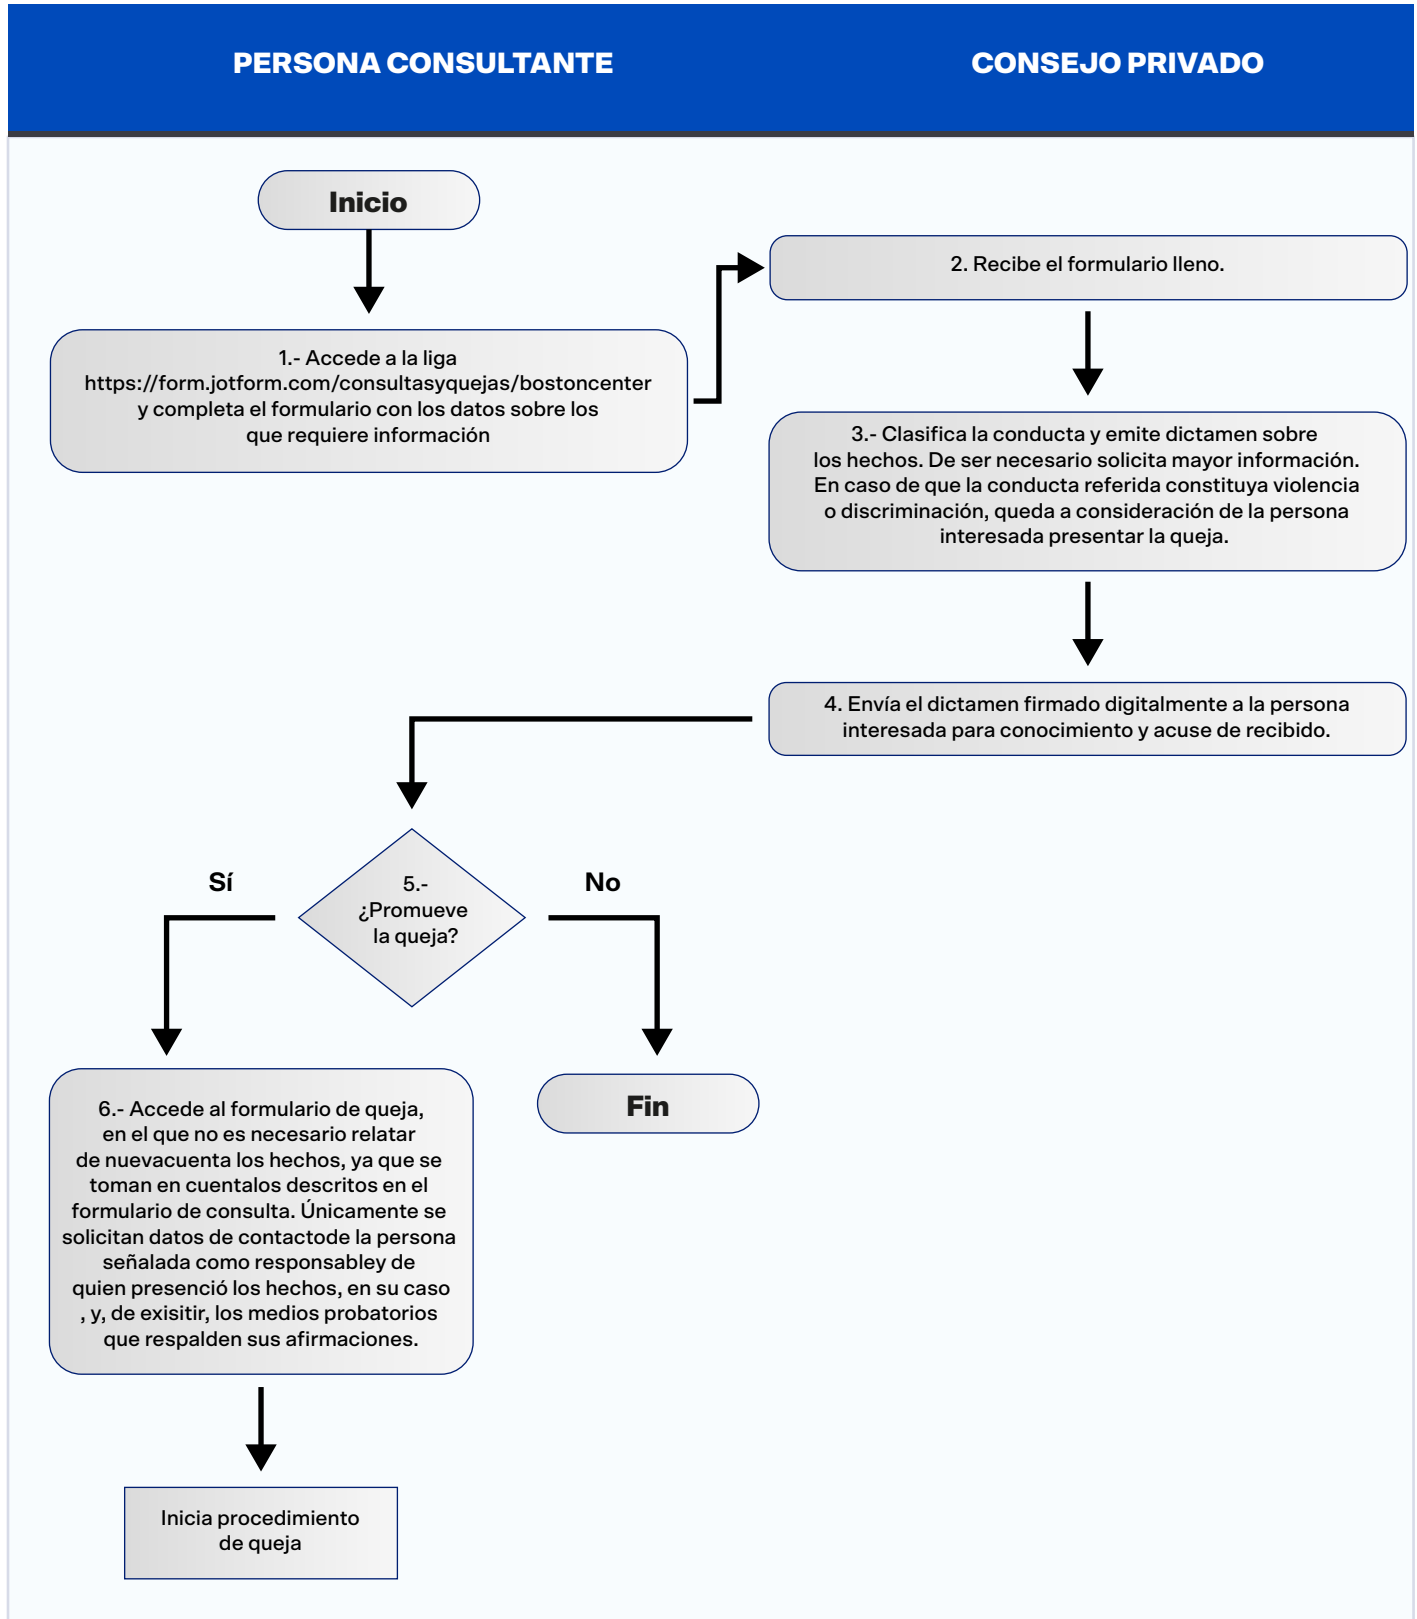 PERSONA CONSULTANTE
CONSEJO PRIVADO
Inicio
1.- Accede a la liga
https://form.jotform.com/consultasyquejas/bostoncenter
y completa el formulario con los datos sobre los
que requiere información
2. Recibe el formulario lleno.
3.- Clasifica la conducta y emite dictamen sobre
los hechos. De ser necesario solicita mayor información.
En caso de que la conducta referida constituya violencia
o discriminación, queda a consideración de la persona
interesada presentar la queja.
4. Envía el dictamen firmado digitalmente a la persona
interesada para conocimiento y acuse de recibido.
5.-
¿Promueve
la queja?
Sí
No
6.- Accede al formulario de queja,
en el que no es necesario relatar
de nuevacuenta los hechos, ya que se
toman en cuentalos descritos en el
formulario de consulta. Únicamente se
solicitan datos de contactode la persona
señalada como responsabley de
quien presenció los hechos, en su caso
, y, de exisitir, los medios probatorios
que respalden sus afirmaciones.
Fin
Inicia procedimiento
de queja